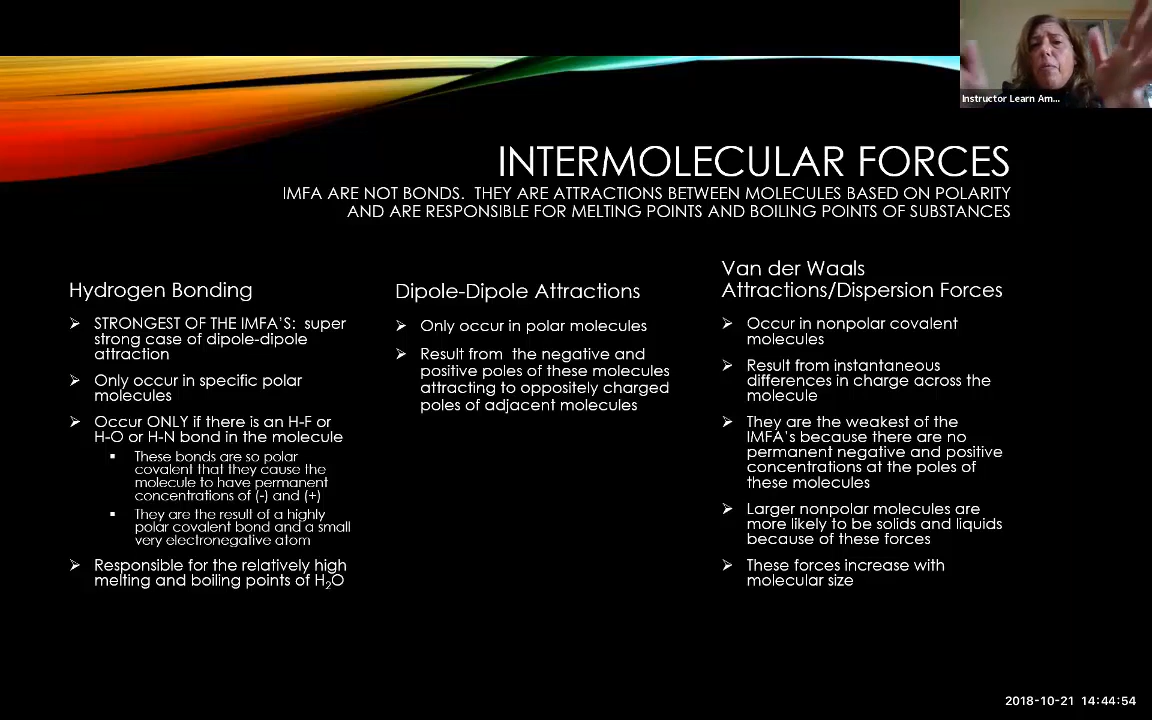 Instructor Learn Am...
INTERMOLECULAR FORCES
IMFA ARE NOT BONDS. THEY ARE ATTRACTIONS BETWEEN MOLECULES BASED ON POLARITY
AND ARE RESPONSIBLE FOR MELTING POINTS AND BOILING POINTS OF SUBSTANCES
Hydrogen Bonding
STRONGEST OF THE IMFA'S: super
strong case of dipole-dipole
attraction
Only occur in specific polar
molecules
Occur ONLY if there is an H-F or
H-O or H-N bond in the molecule
These bonds are so polar
covalent that they cause the
molecule to have permanent
concentrations of (-) and (+)
They are the result of a highly
polar covalent bond and a small
very electronegative atom
Responsible for the relatively high
melting and boiling points of H₂O
Dipole-Dipole Attractions
Only occur in polar molecules
Result from the negative and
positive poles of these molecules
attracting to oppositely charged
poles of adjacent molecules
Van der Waals
Attractions/Dispersion Forces
Occur in nonpolar covalent
molecules
Result from instantaneous
differences in charge across the
molecule
They are the weakest of the
IMFA's because there are no
permanent negative and positive
concentrations at the poles of
these molecules
Larger nonpolar molecules are
more likely to be solids and liquids
because of these forces
These forces increase with
molecular size
2018-10-21 14:44:54